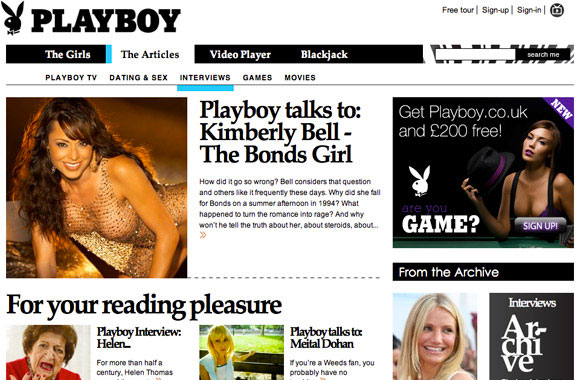 PLAYBOY
Free tour | Sign-up | Sign-in |
The Girls
The Articles
Video Player
Blackjack
search me
PLAYBOY TV
DATING & SEX
INTERVIEWS
GAMES
MOVIES
Playboy talks to:
Kimberly Bell -
The Bonds Girl
How did it go so wrong? Bell considers that question
and others like it frequently these days. Why did she fall
for Bonds on a summer afternoon in 1994? What
happened to turn the romance into rage? And why
won't he tell the truth about her, about steroids, about...
»
NEW
Get Playboy.co.uk
and £200 free!
are you
GAME?
SIGN UP!
From the Archive
Interviews
Ar-
chi
ve
For your reading pleasure
Playboy Interview:
Helen...
For more than half a
century, Helen Thomas
Playboy talks to:
Meital Dohan
If you're a Weeds fan, you
probably have no